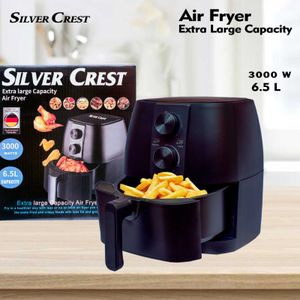 SILVER CREST
Air Fryer
Extra Large Capacity
3000 W
6.5 L
SILVER CREST
Extra large Capacity
Air Fryer
3000
WATTS
6.5L
CAPACITY
Extra large Capacity Air Fryer